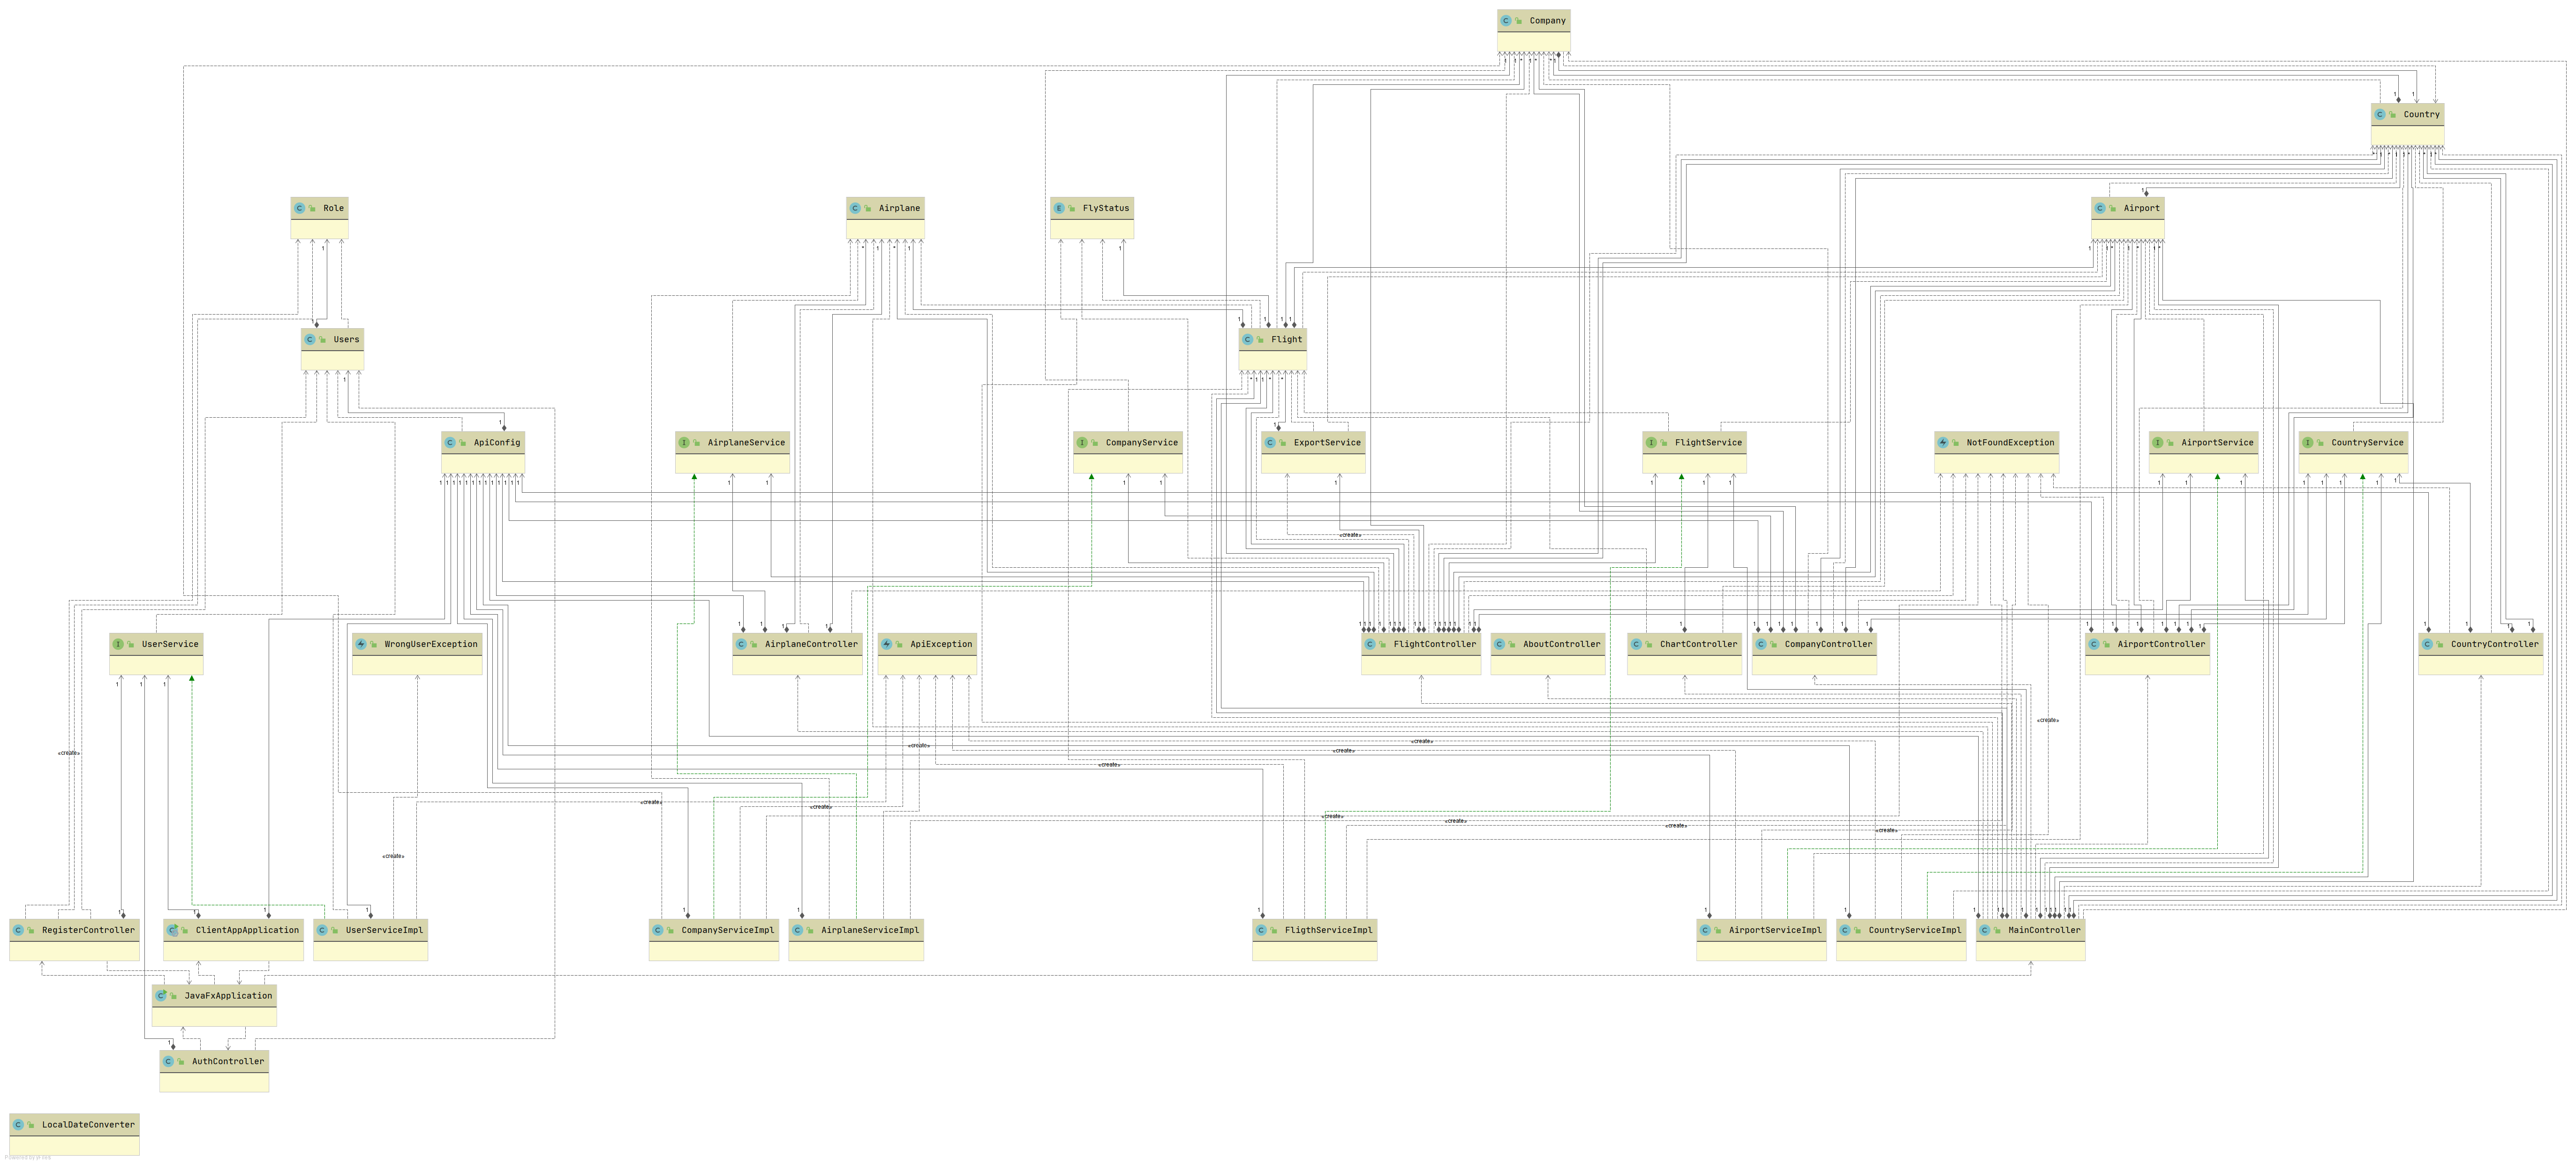 Company
Country
Role
Airplane
FlyStatus
Airport
Users
Flight
ApiConfig
AirplaneService
CompanyService
ExportService
FlightService
NotFoundException
AirportService
CountryService
«create»
UserService
WrongUserException
AirplaneController
ApiException
FlightController
AboutController
ChartController
CompanyController
AirportController
CountryController
«create»
«create»
«create»
«create»
«create»
«create»
«create»
«create»
«create»
«create»
«create»
«create»
«create»
RegisterController
ClientAppApplication
UserServiceImpl
CompanyServiceImpl
AirplaneServiceImpl
FligthServiceImpl
AirportServiceImpl
CountryServiceImpl
MainController
JavaFxApplication
AuthController
LocalDateConverter
Powered by yFiles